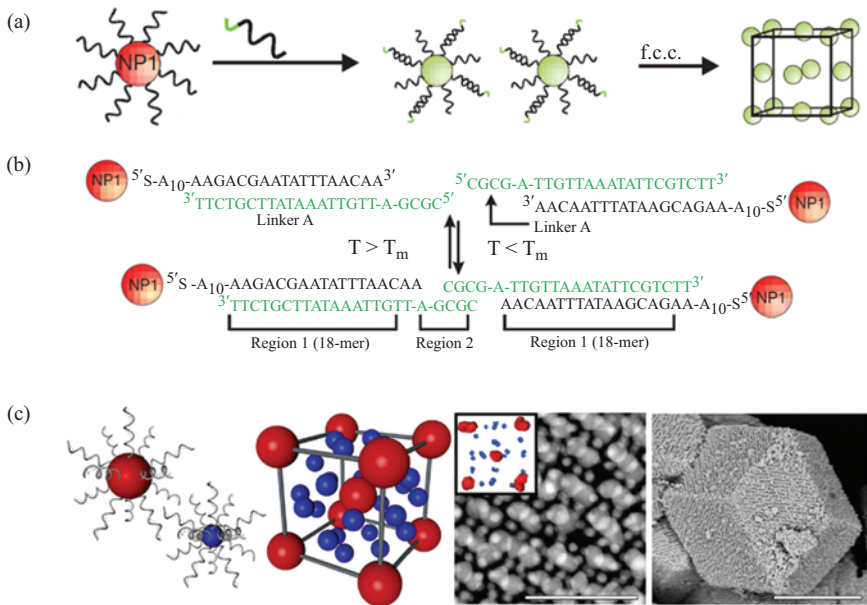 (a)
NP1
f.c.c.
(b)
NP1 5′S-A10-AAGACGAATATTTAACAA3′
3′TTCTGCTTATAAATTGTT-A-GCGC5′
Linker A
5′CGCG-A-TTGTTAAATATTCGTCTT3′
3′AACAATTTATAAGCAGAA-A10-S5′ NP1
Linker A
T > Tm T < Tm
NP1 5′S -A10-AAGACGAATATTTAACAA
3′TTCTGCTTATAAATTGTT-A-GCGC
CGCG-A-TTGTTAAATATTCGTCTT3′
AACAATTTATAAGCAGAA-A10-S5′ NP1
Region 1 (18-mer) Region 2 Region 1 (18-mer)
(c)